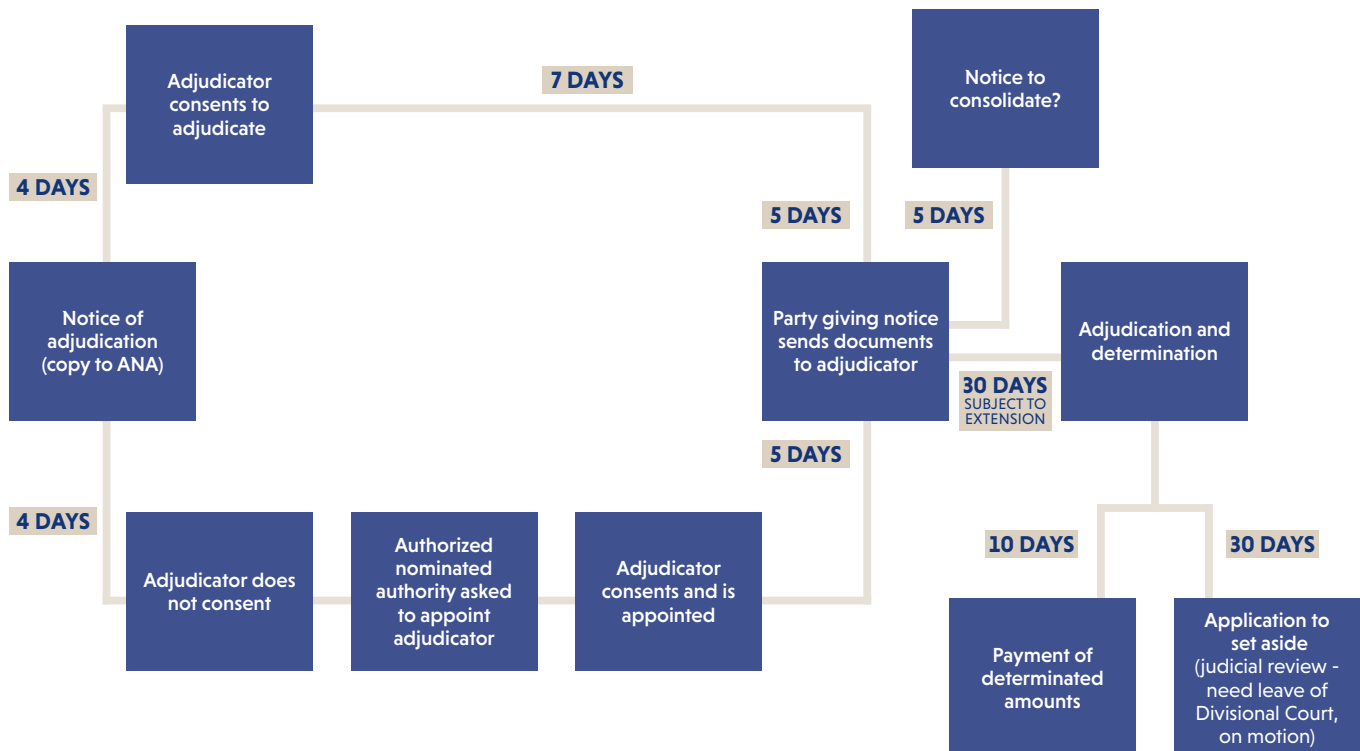 Adjudicator
consents to
adjudicate
7 DAYS
Notice to
consolidate?
4 DAYS
5 DAYS
5 DAYS
Notice of
adjudication
(copy to ANA)
Party giving notice
sends documents
to adjudicator
30 DAYS
SUBJECT TO
EXTENSION
Adjudication and
determination
4 DAYS
5 DAYS
Adjudicator does
not consent
Authorized
nominated
authority asked
to appoint
adjudicator
Adjudicator
consents and is
appointed
10 DAYS
30 DAYS
Payment of
determinated
amounts
Application to
set aside
(judicial review -
need leave of
Divisional Court,
on motion)